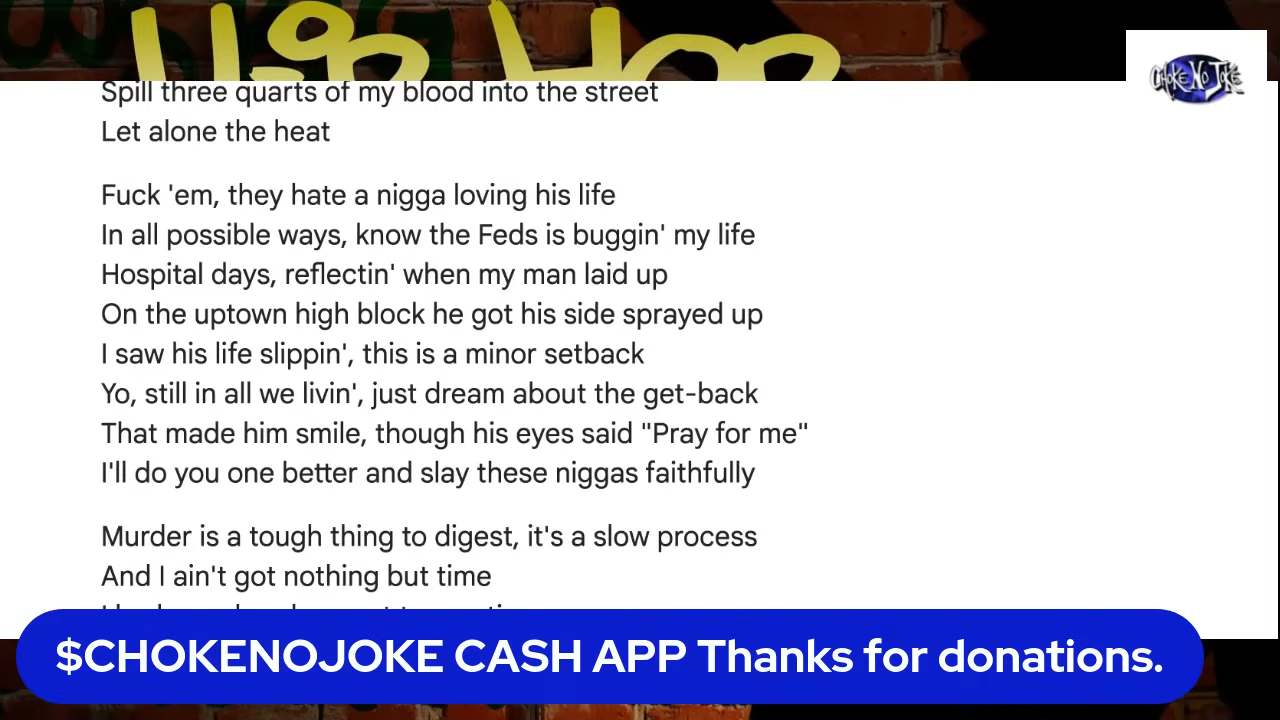 Hip Hop
CHOKE NO JOKE
Spill three quarts of my blood into the street
Let alone the heat
Fuck 'em, they hate a nigga loving his life
In all possible ways, know the Feds is buggin' my life
Hospital days, reflectin' when my man laid up
On the uptown high block he got his side sprayed up
I saw his life slippin', this is a minor setback
Yo, still in all we livin', just dream about the get-back
That made him smile, though his eyes said "Pray for me"
I'll do you one better and slay these niggas faithfully
Murder is a tough thing to digest, it's a slow process
And I ain't got nothing but time
$CHOKENOJOKE CASH APP Thanks for donations.